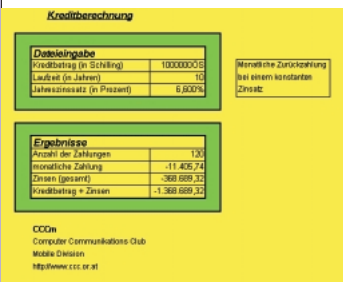 Kreditberechnung
Dateieingabe
Kreditbetrag (in Schilling) 1000000ÖS
Laufzeit (in Jahren) 10
Jahreszinssatz (in Prozent) 6,600%
Monatliche Zurückzahlung
bei einem konstanten
Zinsatz
Ergebnisse
Anzahl der Zahlungen 120
monatliche Zahlung -11.405,74
Zinsen (gesamt) -368.689,32
Kreditbetrag + Zinsen -1.368.689,32
CCCm
Computer Communikations Club
Mobile Division
http://www.ccc.or.at